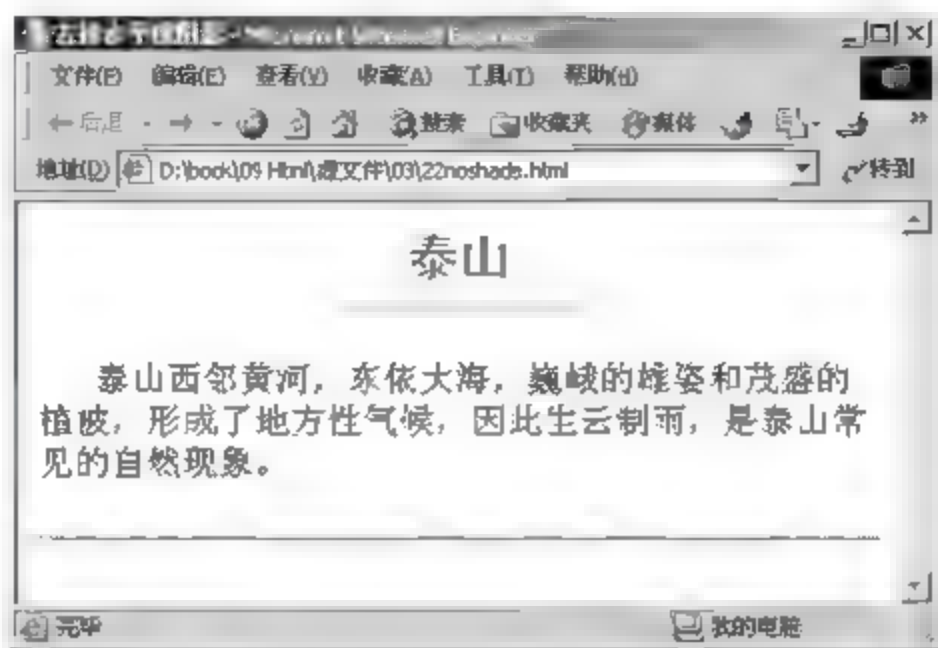 文件(F) 编辑(E) 查看(V) 收藏(A) 工具(T) 帮助(H)
后退 搜索 收藏夹 媒体
地址(D) D:\book\09 Html\源文件\03\22noshade.html 转到
泰山
泰山西邻黄河，东依大海，巍峨的雄姿和茂盛的
植被，形成了地方性气候，因此生云制雨，是泰山常
见的自然现象。
完毕 我的电脑